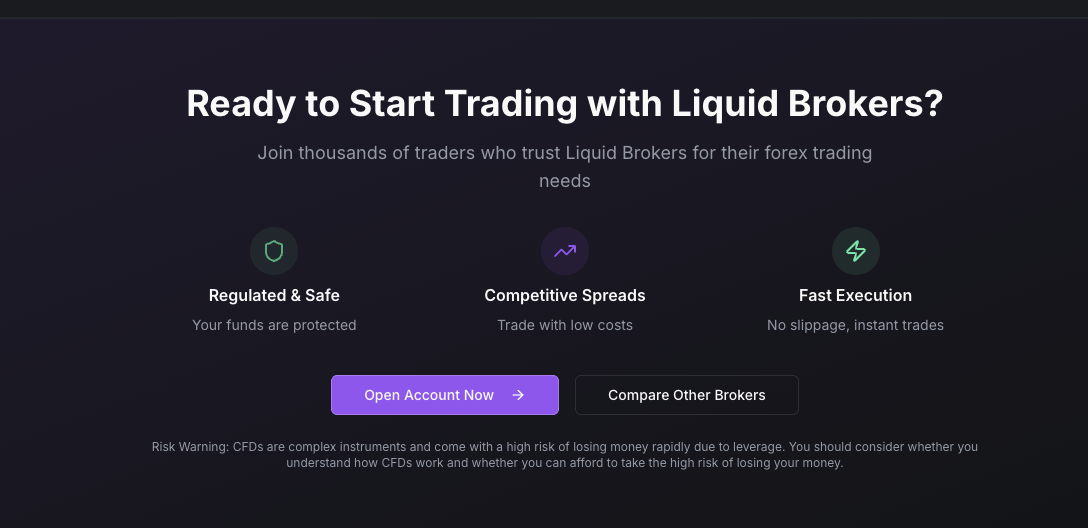 Ready to Start Trading with Liquid Brokers?
Join thousands of traders who trust Liquid Brokers for their forex trading
needs
Regulated & Safe
Competitive Spreads
Fast Execution
Your funds are protected
Trade with low costs
No slippage, instant trades
Open Account Now
Compare Other Brokers
Risk Warning: CFDs are complex instruments and come with a high risk of losing money rapidly due to leverage. You should consider whether you
understand how CFDs work and whether you can afford to take the high risk of losing your money.